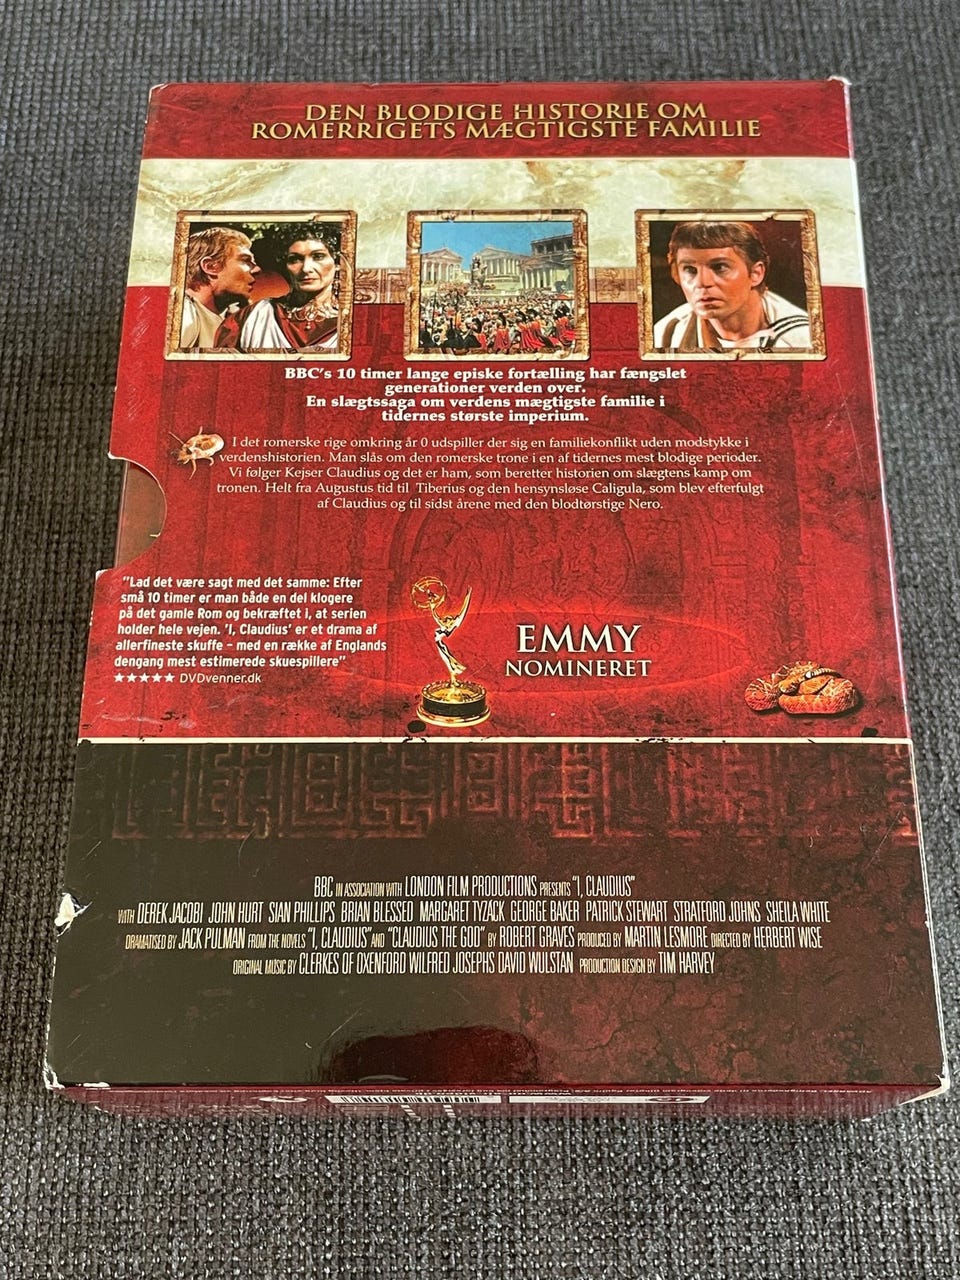 DEN BLODIGE HISTORIE OM
ROMERRIGETS MÆGTIGSTE FAMILIE
BBC's 10 timer lange episke fortælling har fængslet
generationer verden over.
En slægtssaga om verdens mægtigste familie i
tidernes største imperium.
I det romerske rige omkring år 0 udspiller der sig en familiekonflikt uden modstykke i
verdenshistorien. Man slås om den romerske trone i en af tidernes mest blodige perioder.
Vi følger Kejser Claudius og det er ham, som beretter historien om slægtens kamp om
tronen. Helt fra Augustus tid til Tiberius og den hensynsløse Caligula, som blev efterfulgt
af Claudius og til sidst årene med den blodtørstige Nero.
"Lad det være sagt med det samme: Efter
små 10 timer er man både en del klogere
på det gamle Rom og bekræftet i, at serien
holder hele vejen. 'I, Claudius' er et drama af
allerfineste skuffe – med en række af Englands
dengang mest estimerede skuespillere"
★★★★★ DVDvenner.dk
EMMY
NOMINERET
BBC IN ASSOCIATION WITH LONDON FILM PRODUCTIONS PRESENTS "I, CLAUDIUS"
WITH DEREK JACOBI JOHN HURT SIAN PHILLIPS BRIAN BLESSED MARGARET TYZACK GEORGE BAKER PATRICK STEWART STRATFORD JOHNS SHEILA WHITE
DRAMATISED BY JACK PULMAN FROM THE NOVELS "I, CLAUDIUS" AND "CLAUDIUS THE GOD" BY ROBERT GRAVES PRODUCED BY MARTIN LESMORE DIRECTED BY HERBERT WISE
ORIGINAL MUSIC BY CLERKES OF OXENFORD WILFRED JOSEPHS DAVID WULSTAN PRODUCTION DESIGN BY TIM HARVEY